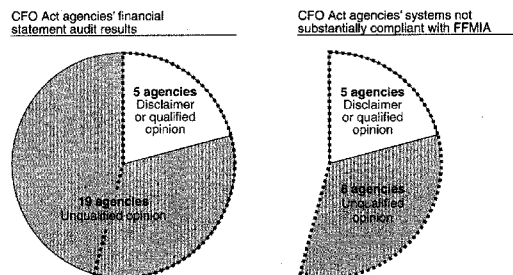 CFO Act agencies' financial
statement audit results
CFO Act agencies' systems not
substantially compliant with FFMIA
5 agencies
Disclaimer
or qualified
opinion
19 agencies
Unqualified opinion
5 agencies
Disclaimer
or qualified
opinion
8 agencies
Unqualified
opinion